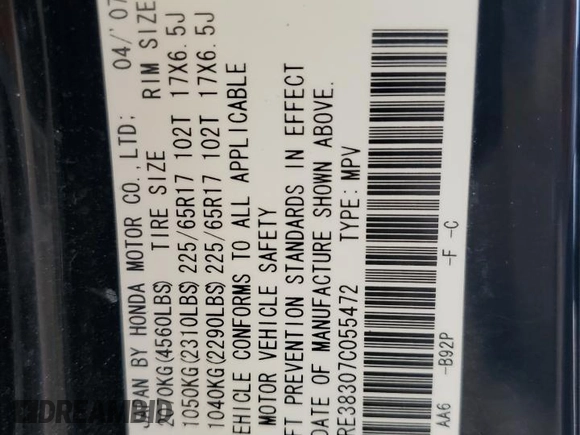 JAPAN BY HONDA MOTOR CO., LTD; 04/'07
2070KG(4560LBS) TIRE SIZE RIM SIZE
1050KG(2310LBS) 225/65R17 102T 17X6.5J
1040KG(2290LBS) 225/65R17 102T 17X6.5J
EHICLE CONFORMS TO ALL APPLICABLE
MOTOR VEHICLE SAFETY
FT PREVENTION STANDARDS IN EFFECT
DATE OF MANUFACTURE SHOWN ABOVE.
RE38307C055472 TYPE: MPV
AA6 -B92P -F -C
DREAMBID